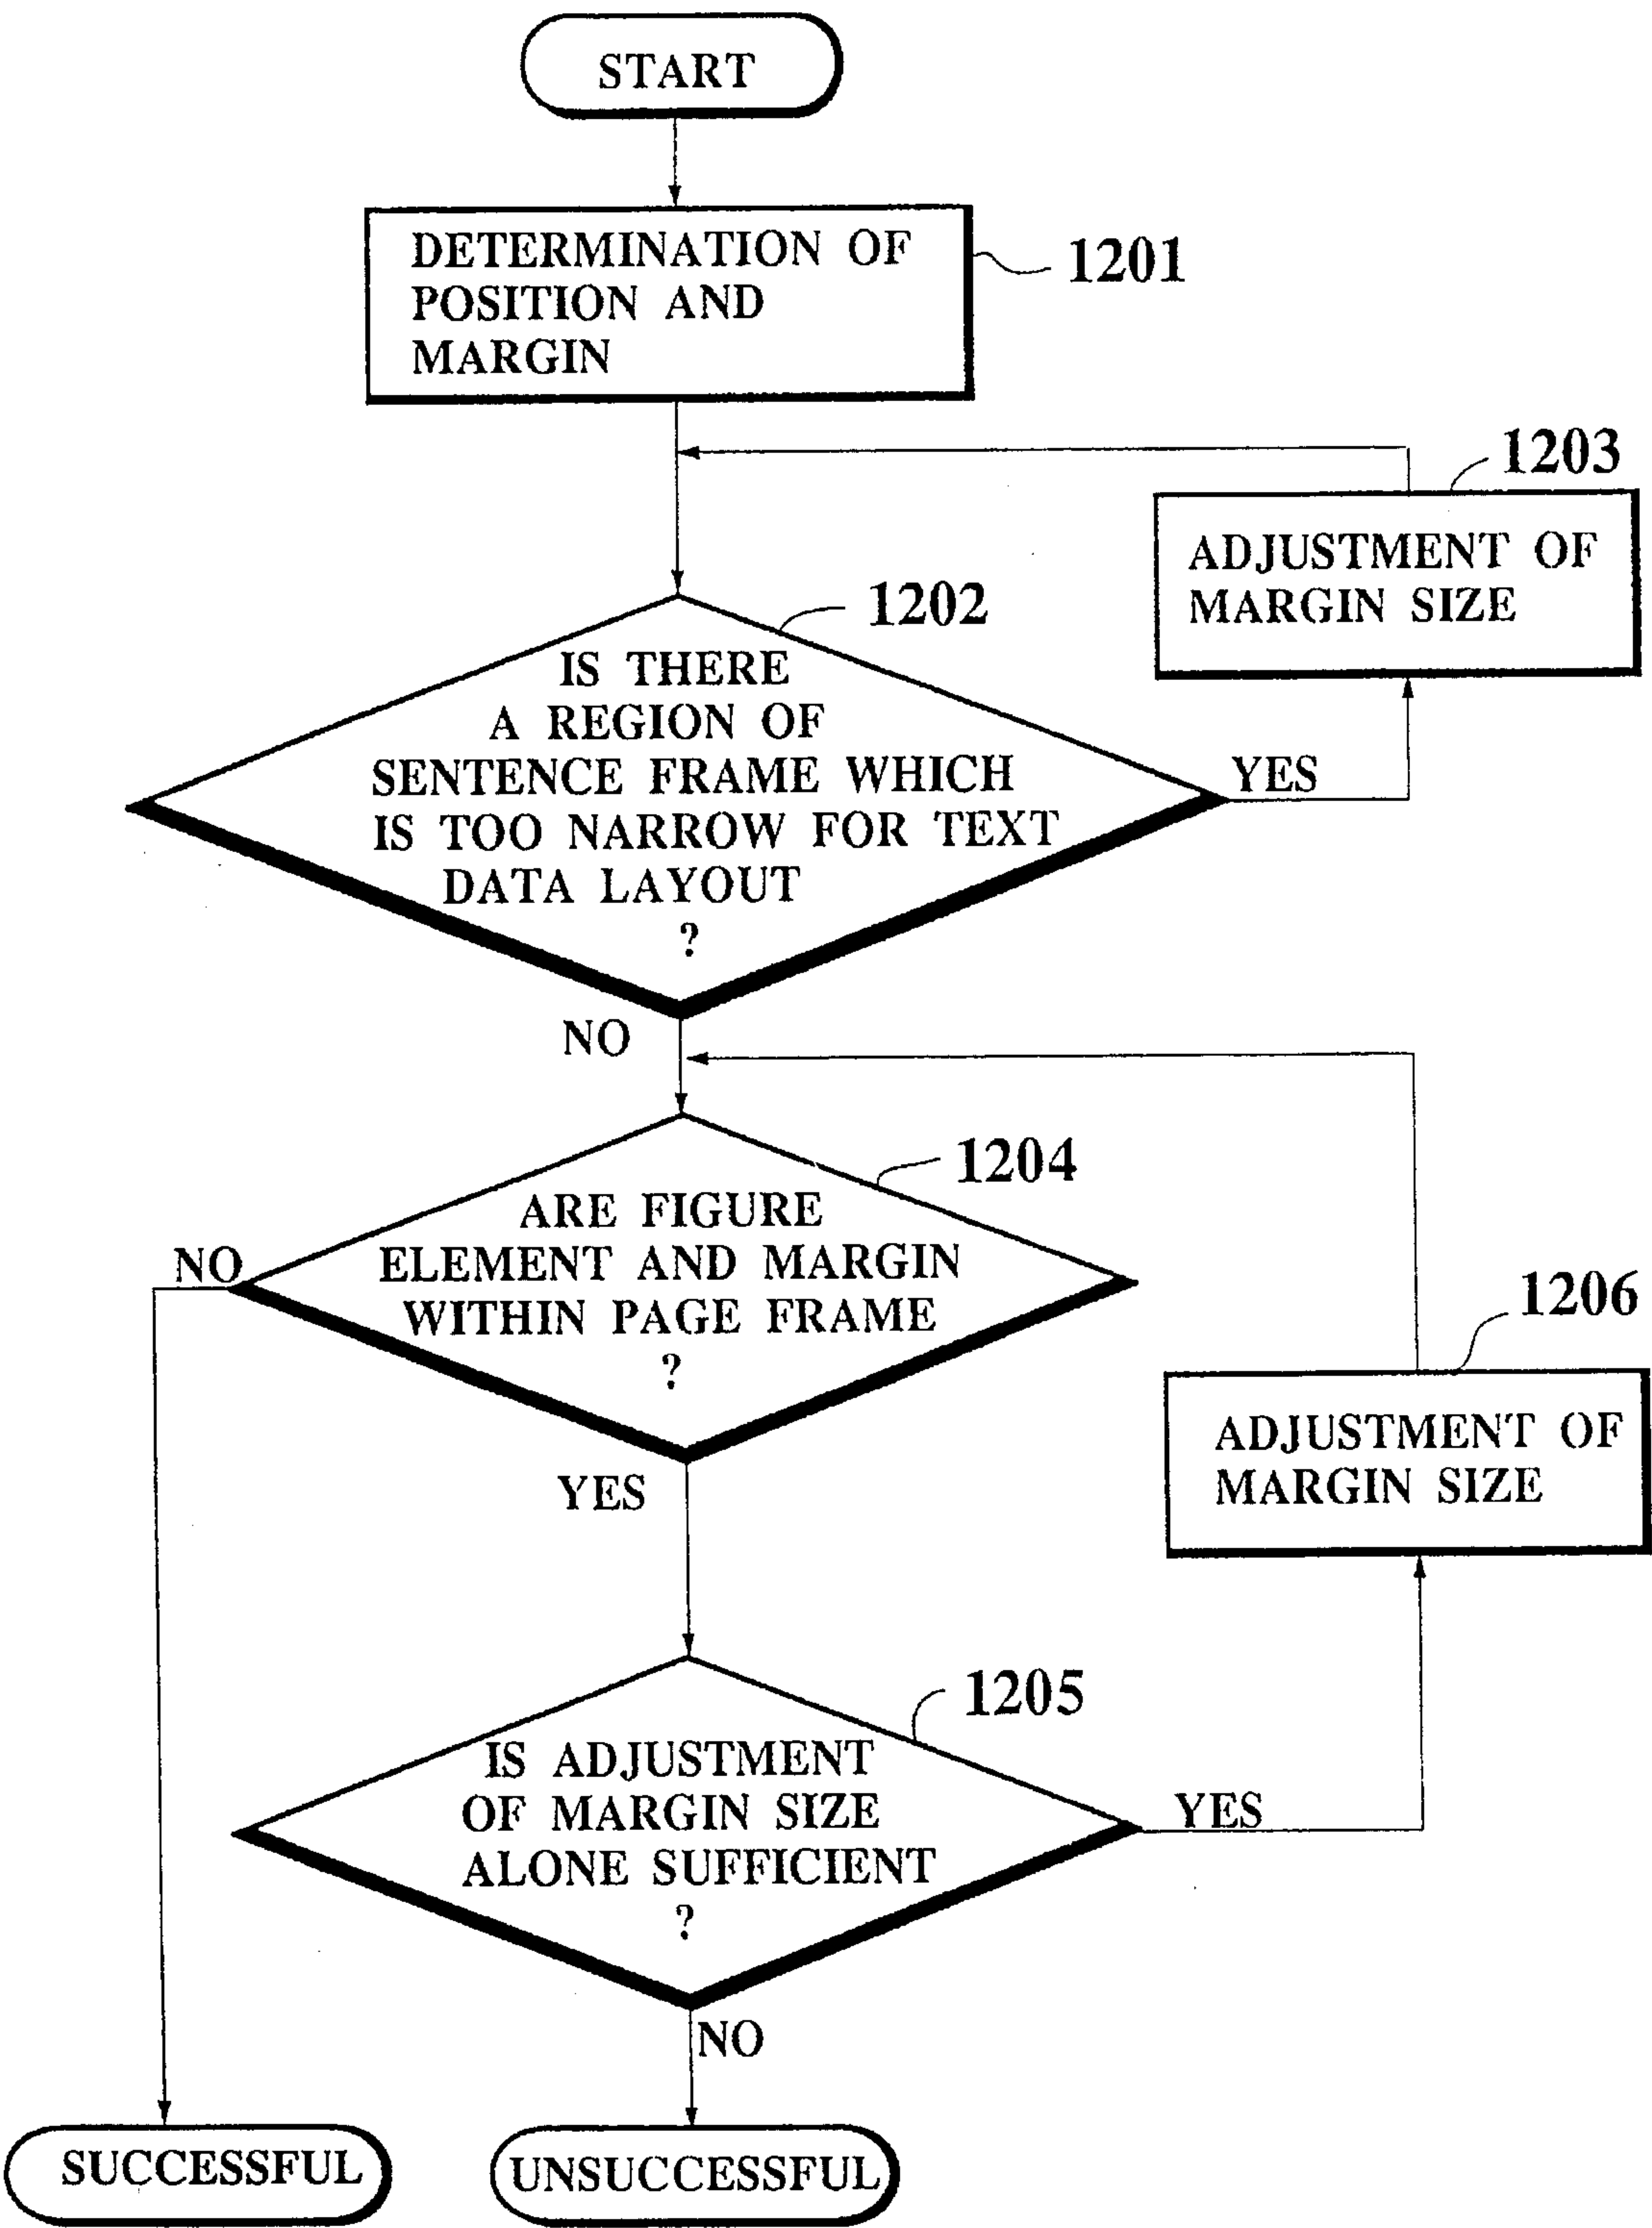 START
DETERMINATION OF
POSITION AND
MARGIN
1201
1203
ADJUSTMENT OF
MARGIN SIZE
1202
IS THERE
A REGION OF
SENTENCE FRAME WHICH
IS TOO NARROW FOR TEXT
DATA LAYOUT
?
YES
NO
1204
ARE FIGURE
ELEMENT AND MARGIN
WITHIN PAGE FRAME
?
NO
YES
1206
ADJUSTMENT OF
MARGIN SIZE
1205
IS ADJUSTMENT
OF MARGIN SIZE
ALONE SUFFICIENT
?
YES
NO
SUCCESSFUL
UNSUCCESSFUL